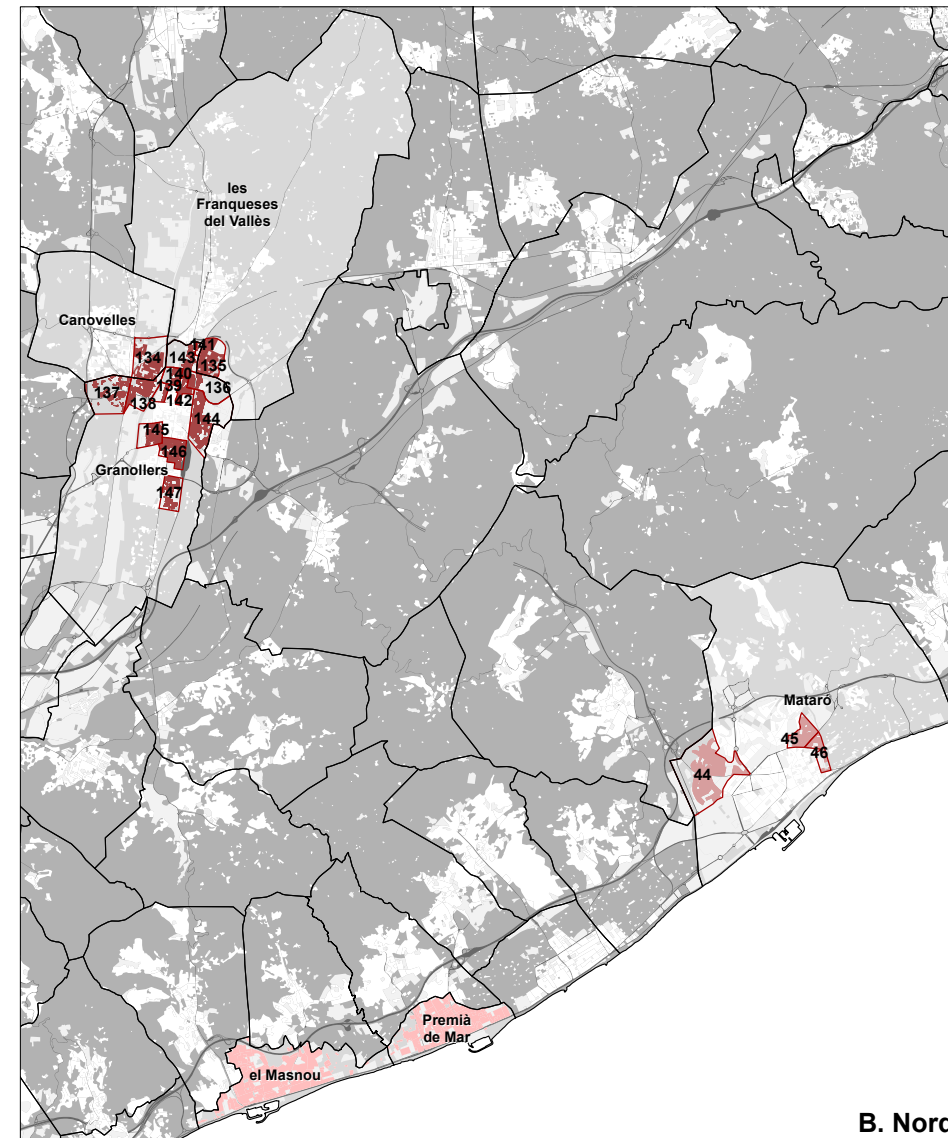 les
Franqueses
del Vallès
Canovelles
141
134
143
135
140
139
136
137
138
142
144
145
146
Granollers
147
Mataró
45
46
44
Premià
de Mar
el Masnou
B. Nord